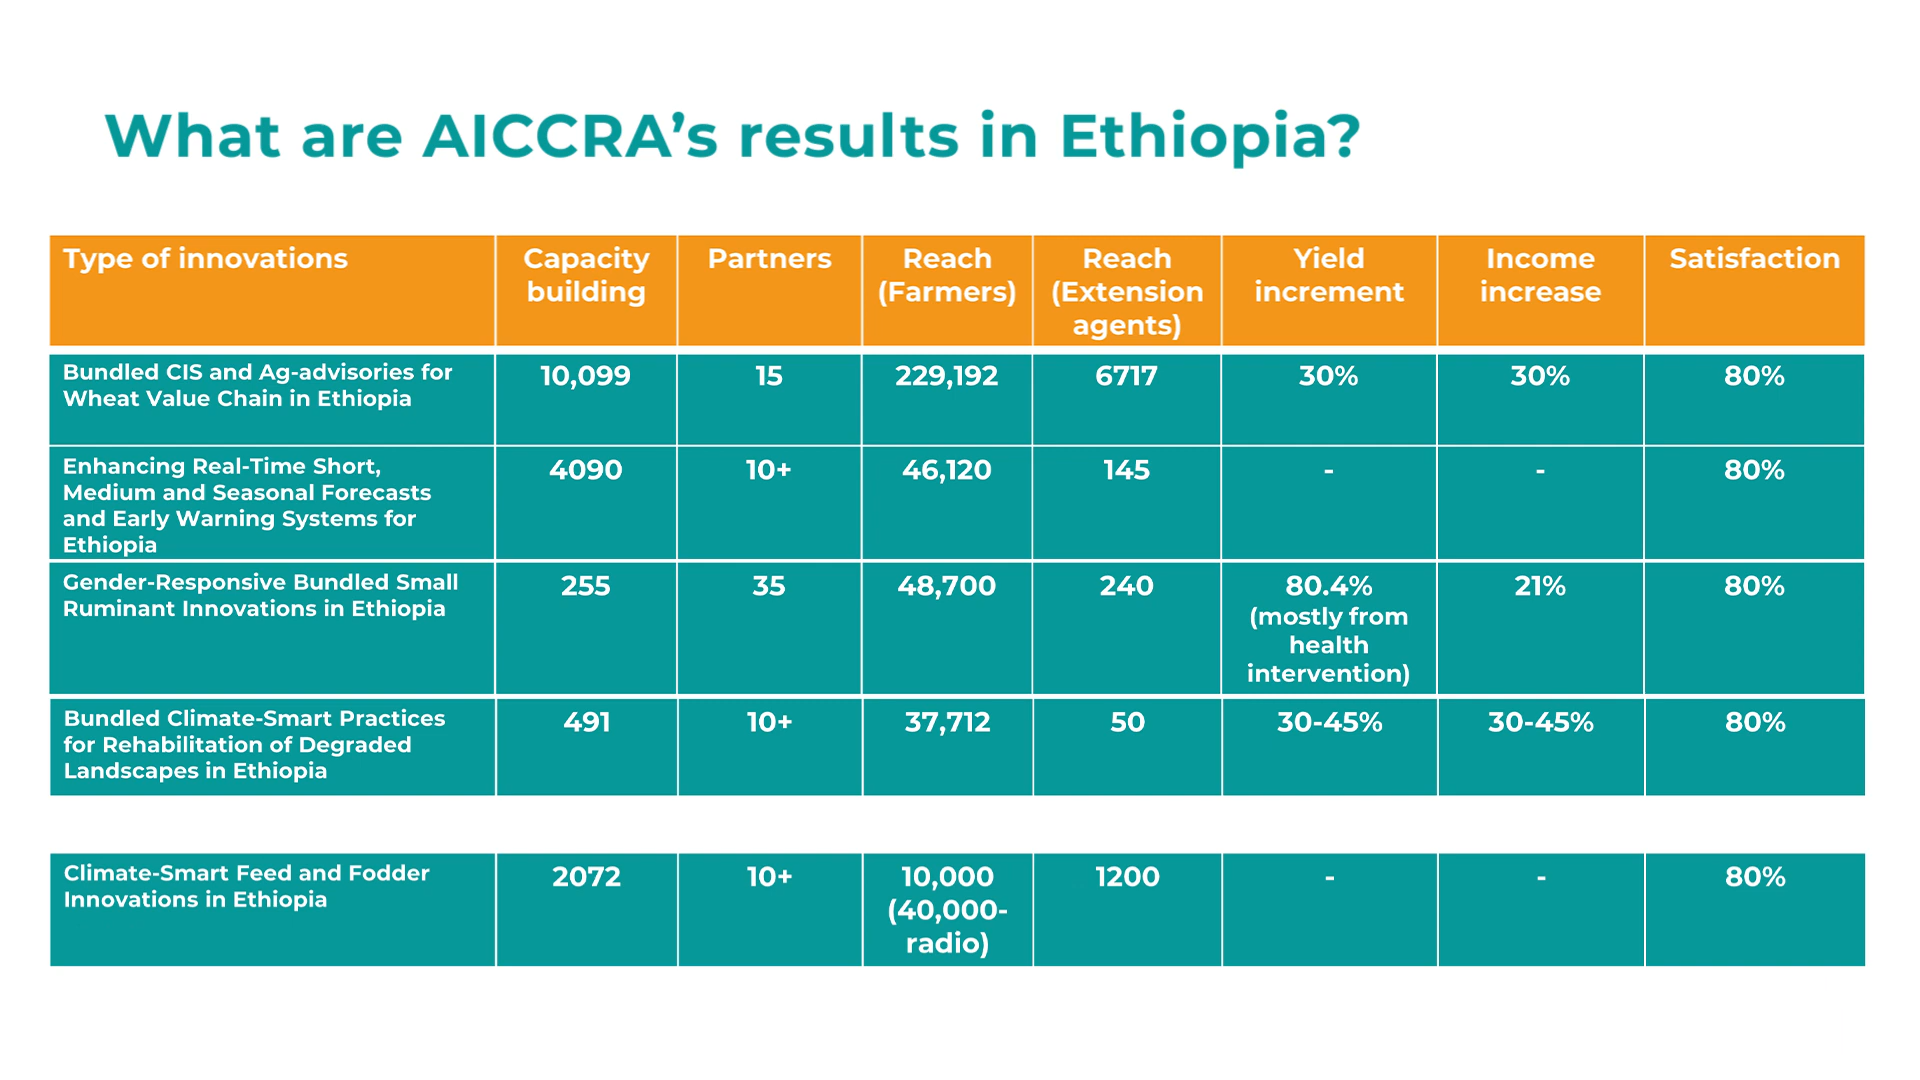 What are AICCRA’s results in Ethiopia?
Type of innovations
Capacity
building
Partners
Reach
(Farmers)
Reach
(Extension
agents)
Yield
increment
Income
increase
Satisfaction
Bundled CIS and Ag-advisories for
Wheat Value Chain in Ethiopia
10,099
15
229,192
6717
30%
30%
80%
Enhancing Real-Time Short,
Medium and Seasonal Forecasts
and Early Warning Systems for
Ethiopia
4090
10+
46,120
145
-
-
80%
Gender-Responsive Bundled Small
Ruminant Innovations in Ethiopia
255
35
48,700
240
80.4%
(mostly from
health
intervention)
21%
80%
Bundled Climate-Smart Practices
for Rehabilitation of Degraded
Landscapes in Ethiopia
491
10+
37,712
50
30-45%
30-45%
80%
Climate-Smart Feed and Fodder
Innovations in Ethiopia
2072
10+
10,000
(40,000-
radio)
1200
-
-
80%